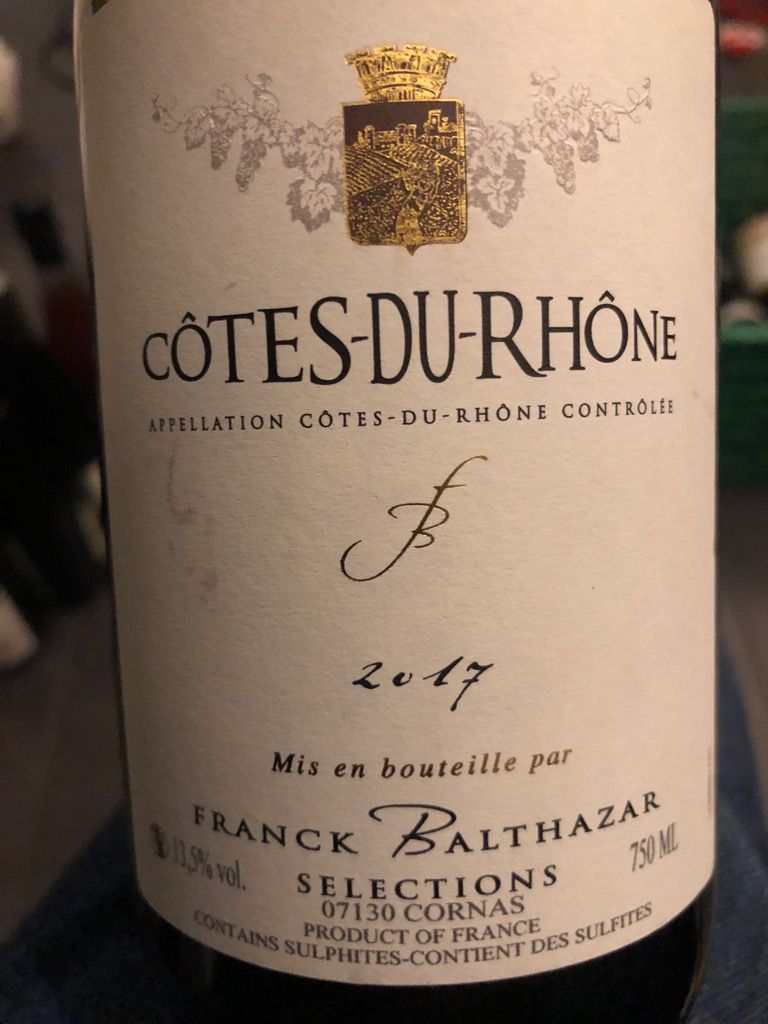 CÔTES-DU-RHÔNE
APPELLATION CÔTES-DU-RHÔNE CONTRÔLÉE
fB
2017
Mis en bouteille par
FRANCK BALTHAZAR
13,5% vol.
SELECTIONS
750 ML
07130 CORNAS
PRODUCT OF FRANCE
CONTAINS SULPHITES-CONTIENT DES SULFITES